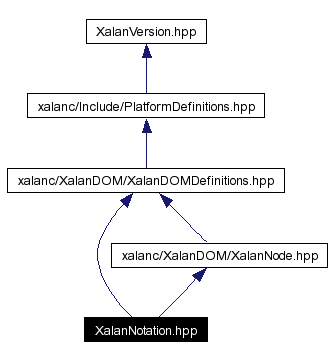 XalanVersion.hpp
xalanc/Include/PlatformDefinitions.hpp
xalanc/XalanDOM/XalanDOMDefinitions.hpp
xalanc/XalanDOM/XalanNode.hpp
XalanNotation.hpp